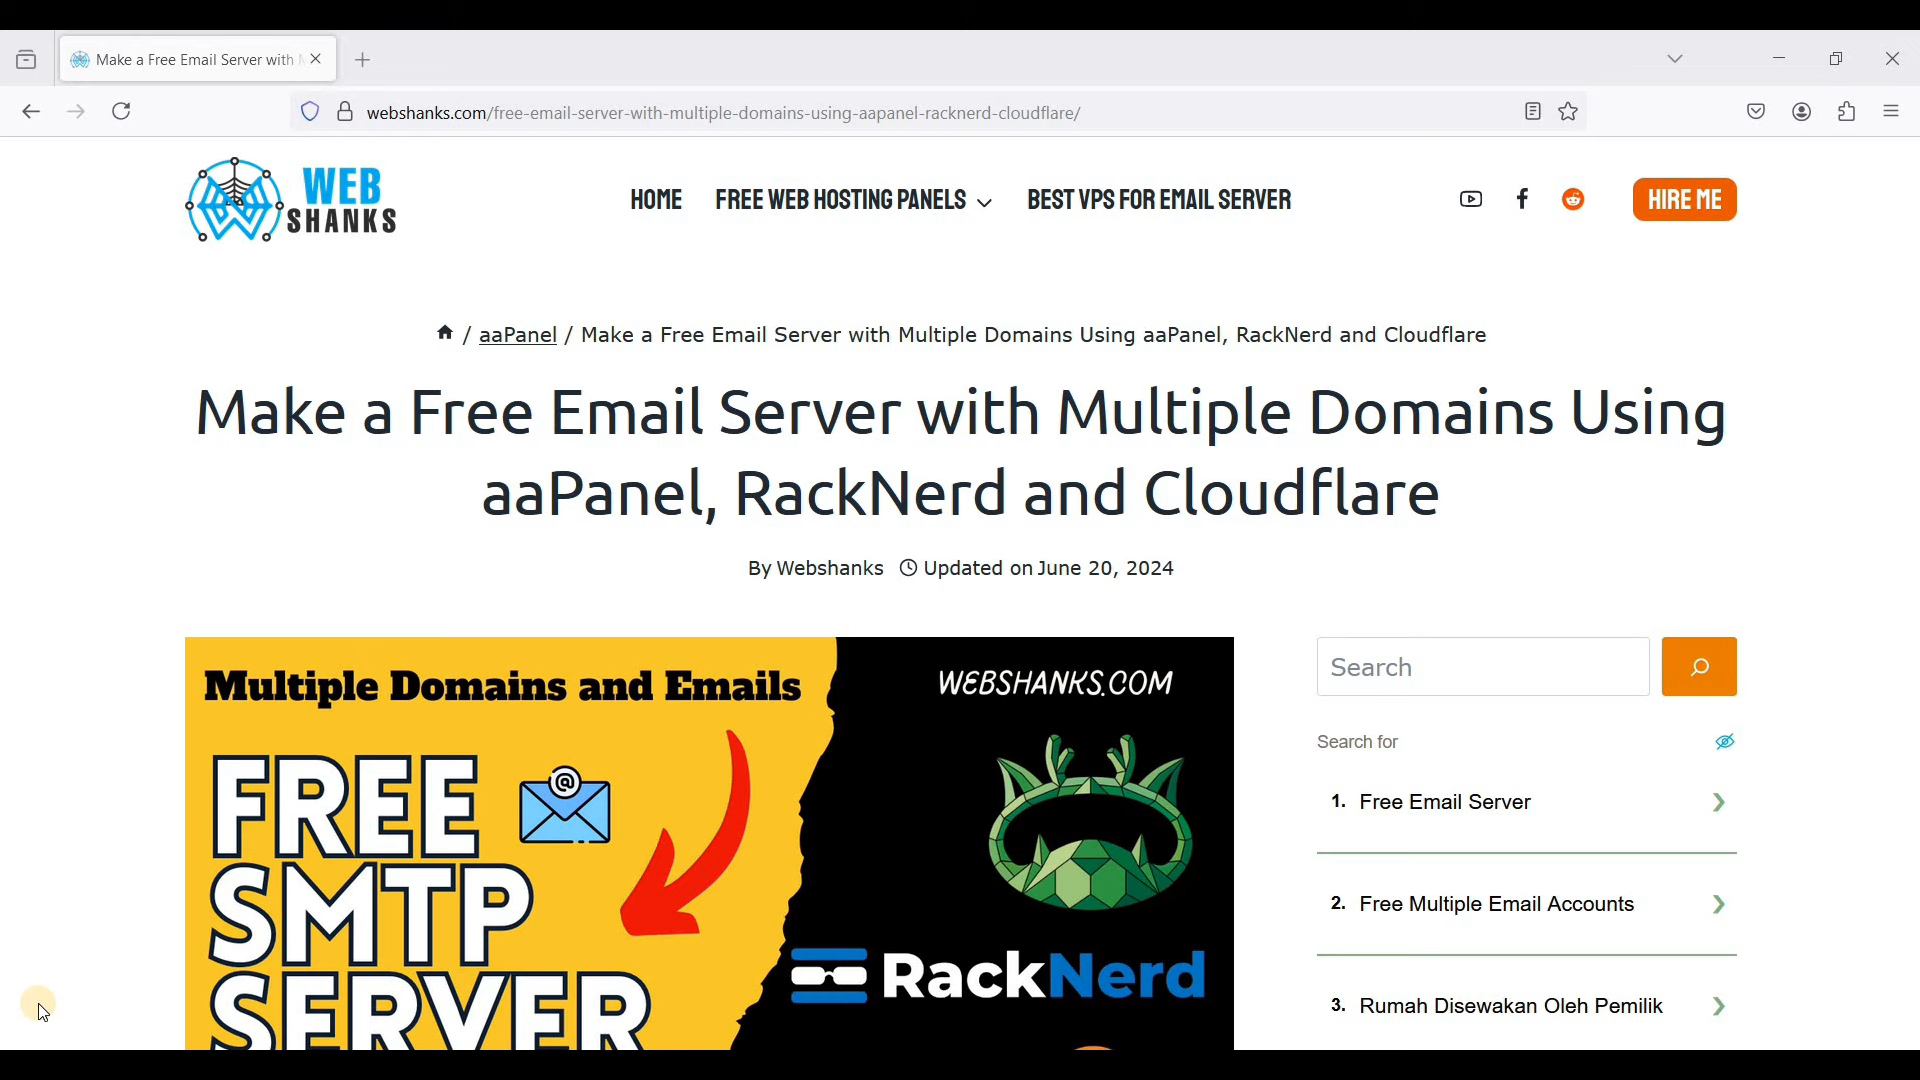 Make a Free Email Server with
webshanks.com/free-email-server-with-multiple-domains-using-aapanel-racknerd-cloudflare/
WEB
SHANKS
HOME
FREE WEB HOSTING PANELS
BEST VPS FOR EMAIL SERVER
HIRE ME
/ aaPanel / Make a Free Email Server with Multiple Domains Using aaPanel, RackNerd and Cloudflare
Make a Free Email Server with Multiple Domains Using
aaPanel, RackNerd and Cloudflare
By Webshanks Updated on June 20, 2024
Multiple Domains and Emails
WEBSHANKS.COM
FREE
SMTP
SERVER
@
RackNerd
Search
Search for
1. Free Email Server
2. Free Multiple Email Accounts
3. Rumah Disewakan Oleh Pemilik